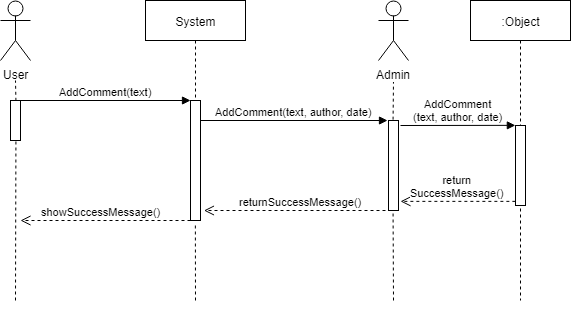 System
:Object
User
Admin
AddComment(text)
AddComment(text, author, date)
AddComment
(text, author, date)
return
SuccessMessage()
returnSuccessMessage()
showSuccessMessage()